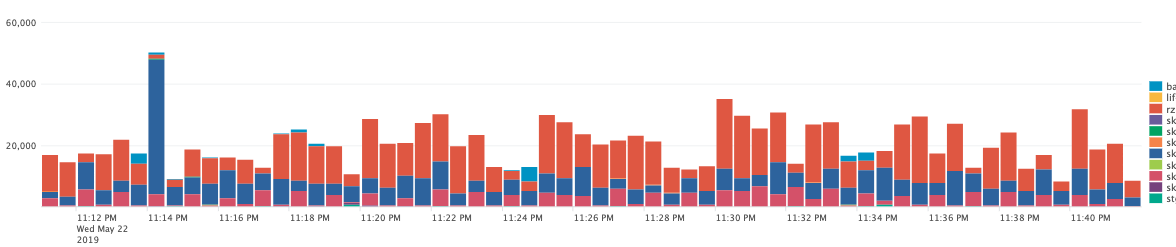 60,000
40,000
20,000
11:12 PM
Wed May 22
2019
11:14 PM
11:16 PM
11:18 PM
11:20 PM
11:22 PM
11:24 PM
11:26 PM
11:28 PM
11:30 PM
11:32 PM
11:34 PM
11:36 PM
11:38 PM
11:40 PM
ba
lif
rz
sk
sk
sk
sk
sk
sk
sk
ste